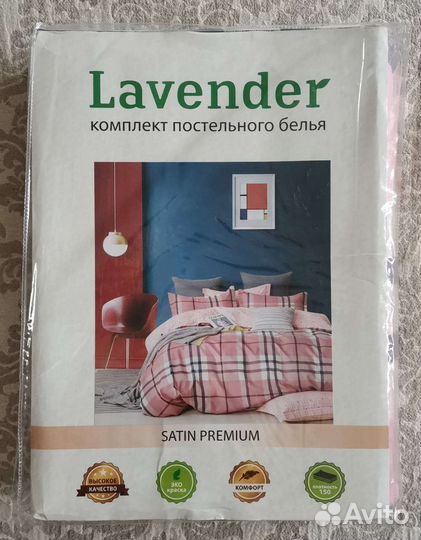 Lavender
комплект постельного белья
SATIN PREMIUM
ВЫСОКОЕ
КАЧЕСТВО
ЭКО
краска
КОМФОРТ
плотность
150
Avito